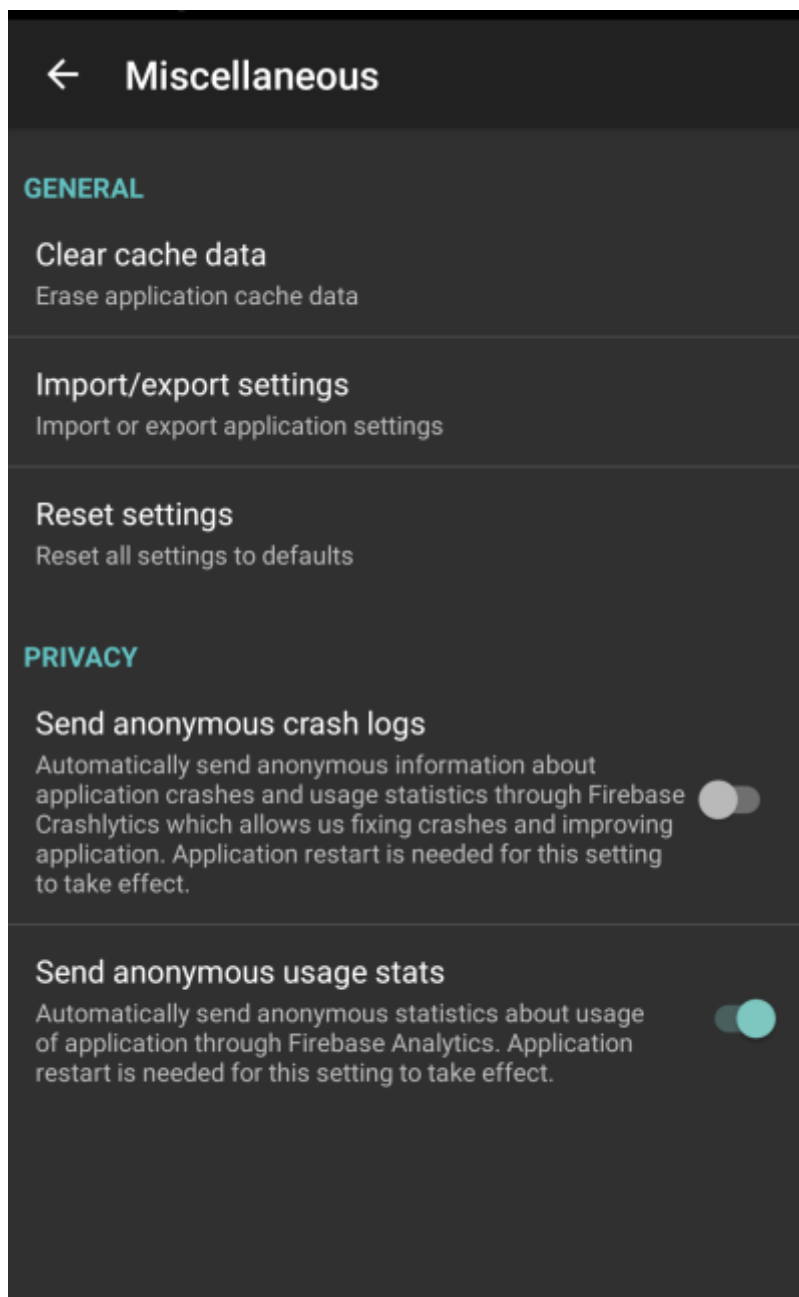 Miscellaneous
GENERAL
Clear cache data
Erase application cache data
Import/export settings
Import or export application settings
Reset settings
Reset all settings to defaults
PRIVACY
Send anonymous crash logs
Automatically send anonymous information about
application crashes and usage statistics through Firebase
Crashlytics which allows us fixing crashes and improving
application. Application restart is needed for this setting
to take effect.
Send anonymous usage stats
Automatically send anonymous statistics about usage
of application through Firebase Analytics. Application
restart is needed for this setting to take effect.